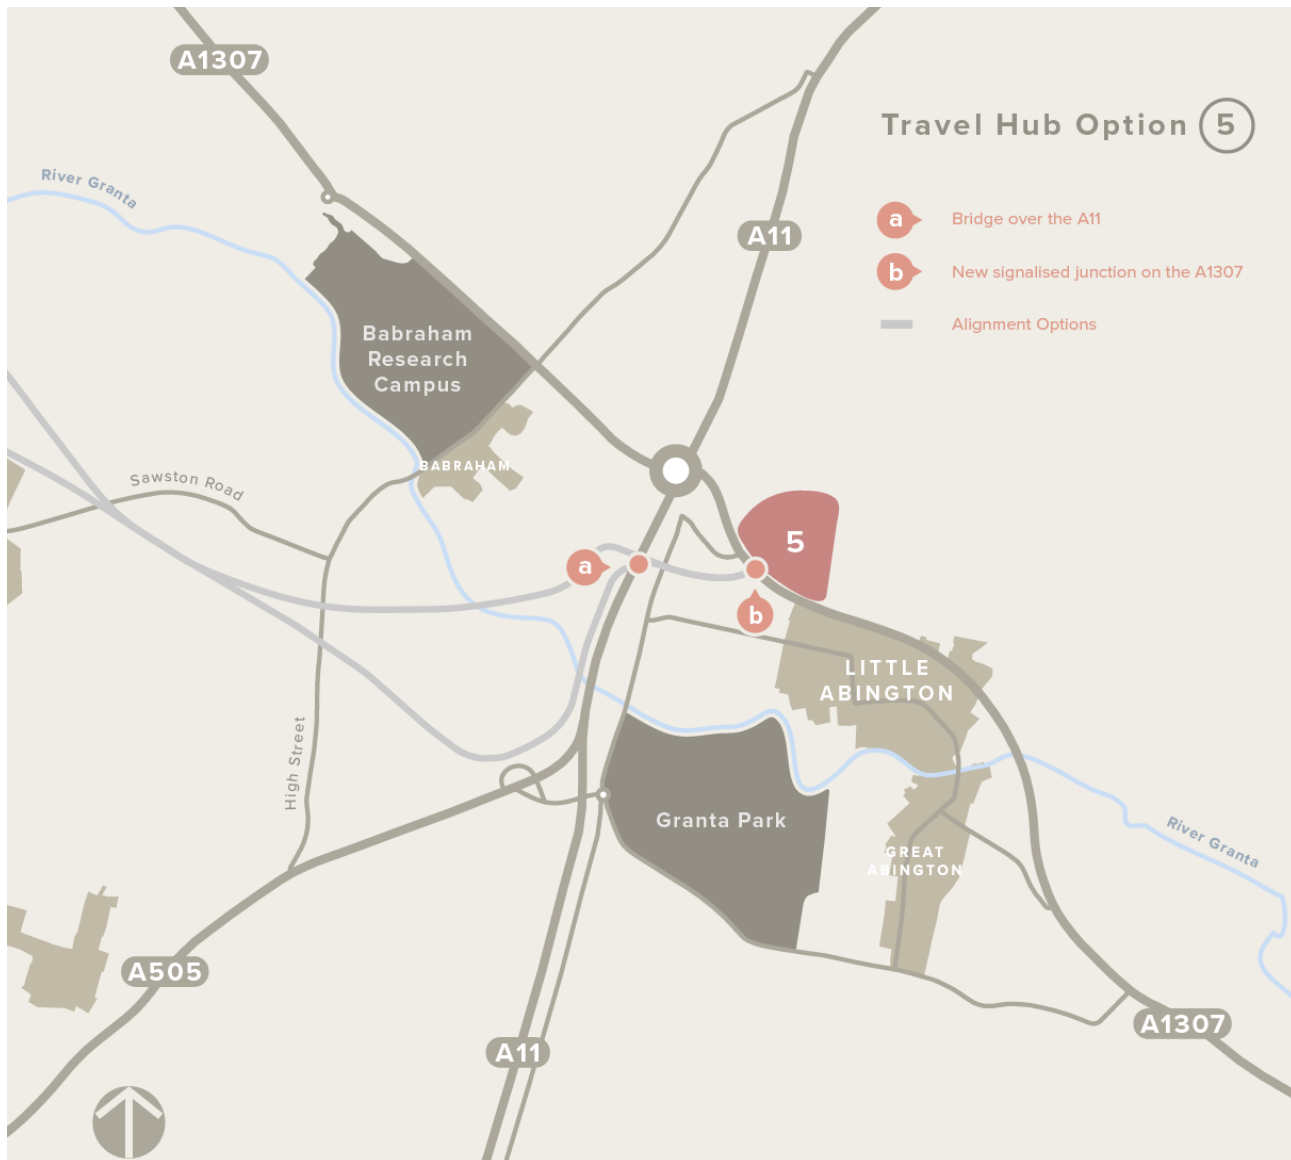 A1307
Travel Hub Option 5
River Granta
A11
a Bridge over the A11
b New signalised junction on the A1307
Alignment Options
Babraham
Research
Campus
BABRAHAM
Sawston Road
5
a
b
LITTLE
ABINGTON
High Street
Granta Park
River Granta
GREAT
ABINGTON
A505
A1307
A11